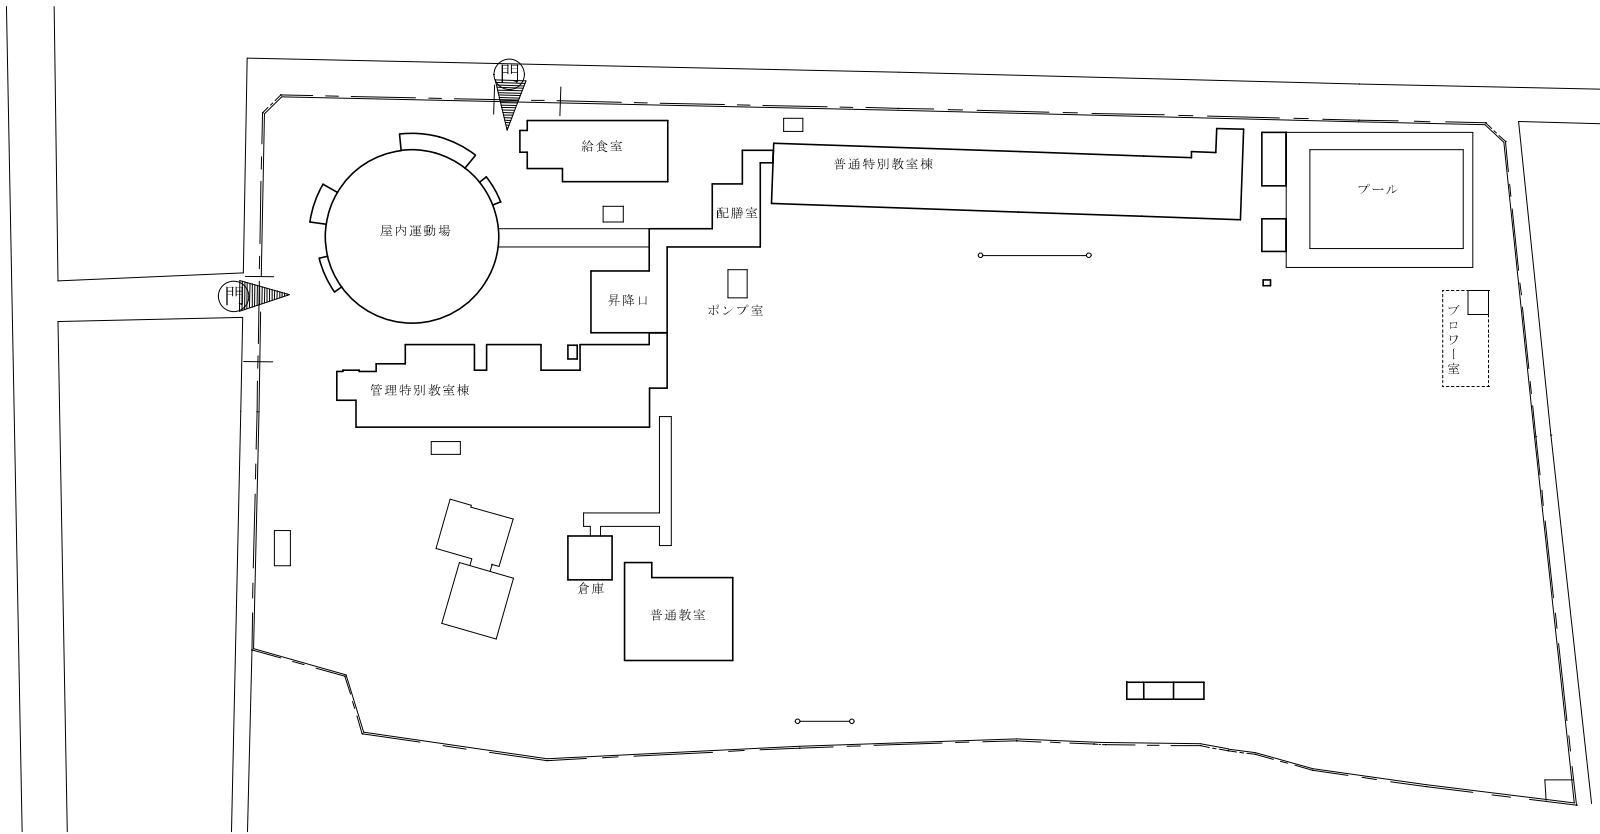 門
給食室
普通特別教室棟
プール
配膳室
屋内運動場
門
昇降口
ポンプ室
ブロワー室
管理特別教室棟
倉庫
普通教室